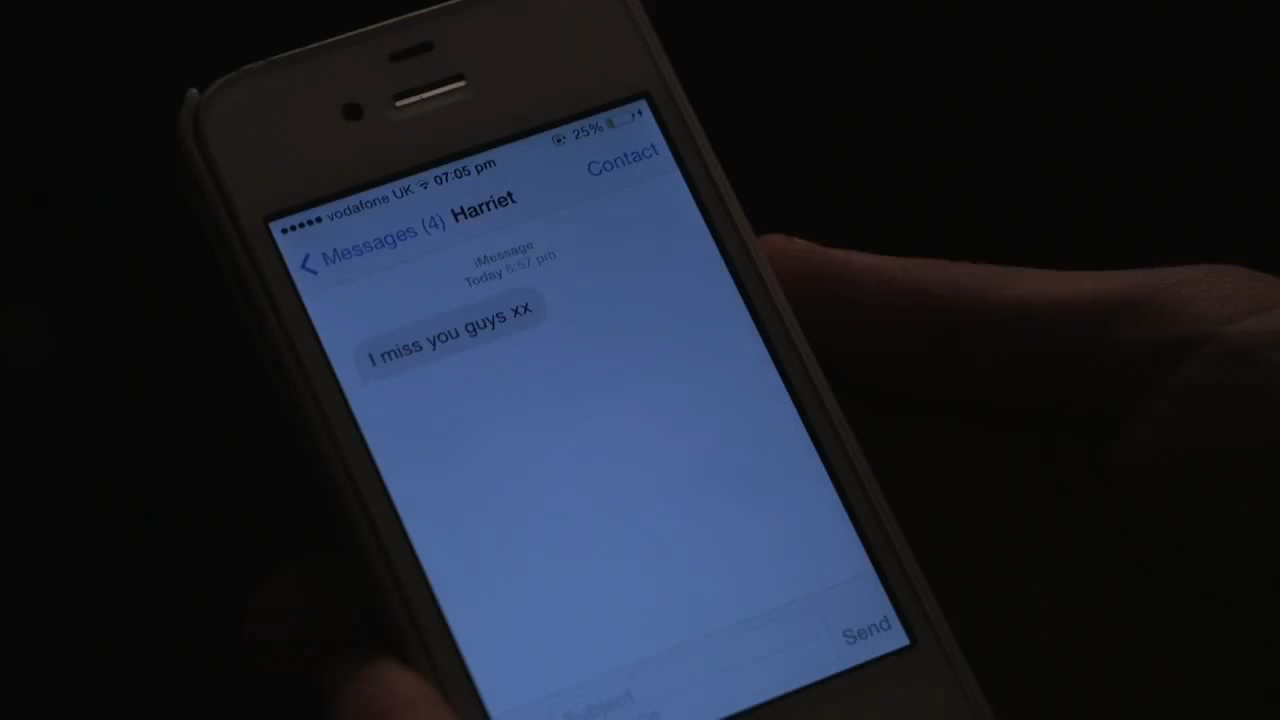 vodafone UK 07:05 pm 25%
Messages (4) Harriet Contact
iMessage
Today 6:57 pm
I miss you guys xx
Subject
Send